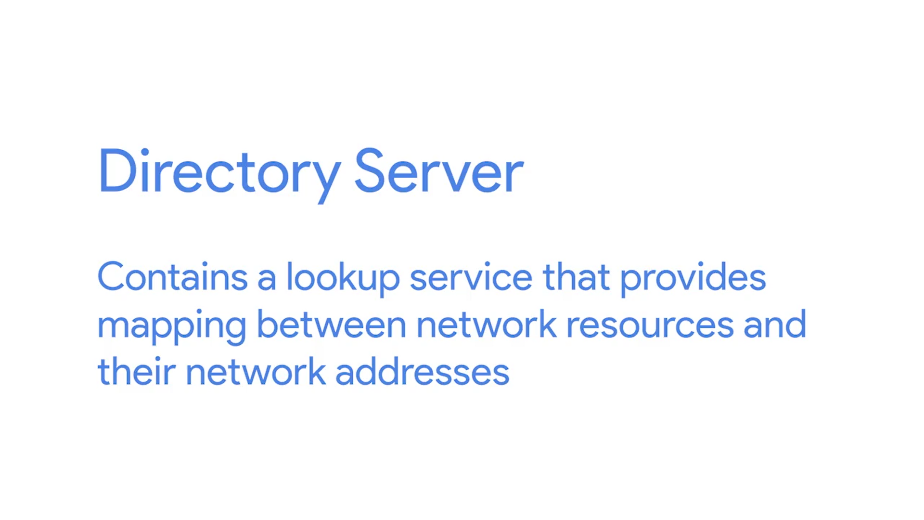 Directory Server
Contains a lookup service that provides
mapping between network resources and
their network addresses